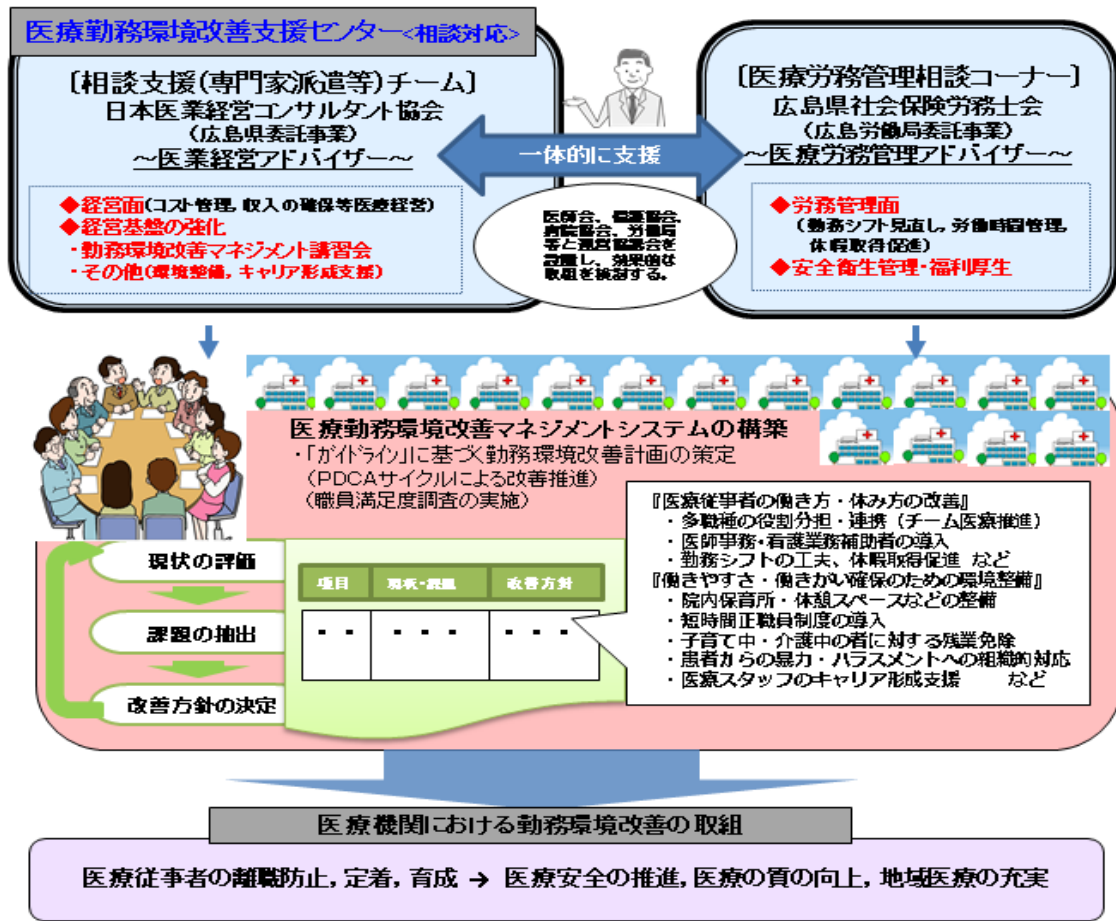 医療勤務環境改善支援センター<相談対応>
〔相談支援(専門家派遣等)チーム〕
日本医業経営コンサルタント協会
(広島県委託事業)
～医業経営アドバイザー～
◆経営面(コスト管理, 収入の確保等医療経営)
◆経営基盤の強化
・勤務環境改善マネジメント講習会
・その他(環境整備, キャリア形成支援)
一体的に支援
医師会、看護協会、
病院協会、労働局
等と運営協議会を
設置し、効果的な
取組を検討する。
〔医療労務管理相談コーナー〕
広島県社会保険労務士会
(広島労働局委託事業)
～医療労務管理アドバイザー～
◆労務管理面
(勤務シフト見直し, 労働時間管理,
休暇取得促進)
◆安全衛生管理・福利厚生
医療勤務環境改善マネジメントシステムの構築
・「ガイドライン」に基づく勤務環境改善計画の策定
(PDCAサイクルによる改善推進)
(職員満足度調査の実施)
現状の評価
課題の抽出
改善方針の決定
項目 現状・課題 改善方針
・・ ・・・ ・・・
『医療従事者の働き方・休み方の改善』
・多職種の役割分担・連携（チーム医療推進）
・医師事務・看護業務補助者の導入
・勤務シフトの工夫、休暇取得促進 など
『働きやすさ・働きがい確保のための環境整備』
・院内保育所・休憩スペースなどの整備
・短時間正職員制度の導入
・子育て中・介護中の者に対する残業免除
・患者からの暴力・ハラスメントへの組織的対応
・医療スタッフのキャリア形成支援 など
医療機関における勤務環境改善の取組
医療従事者の離職防止, 定着, 育成 → 医療安全の推進, 医療の質の向上, 地域医療の充実